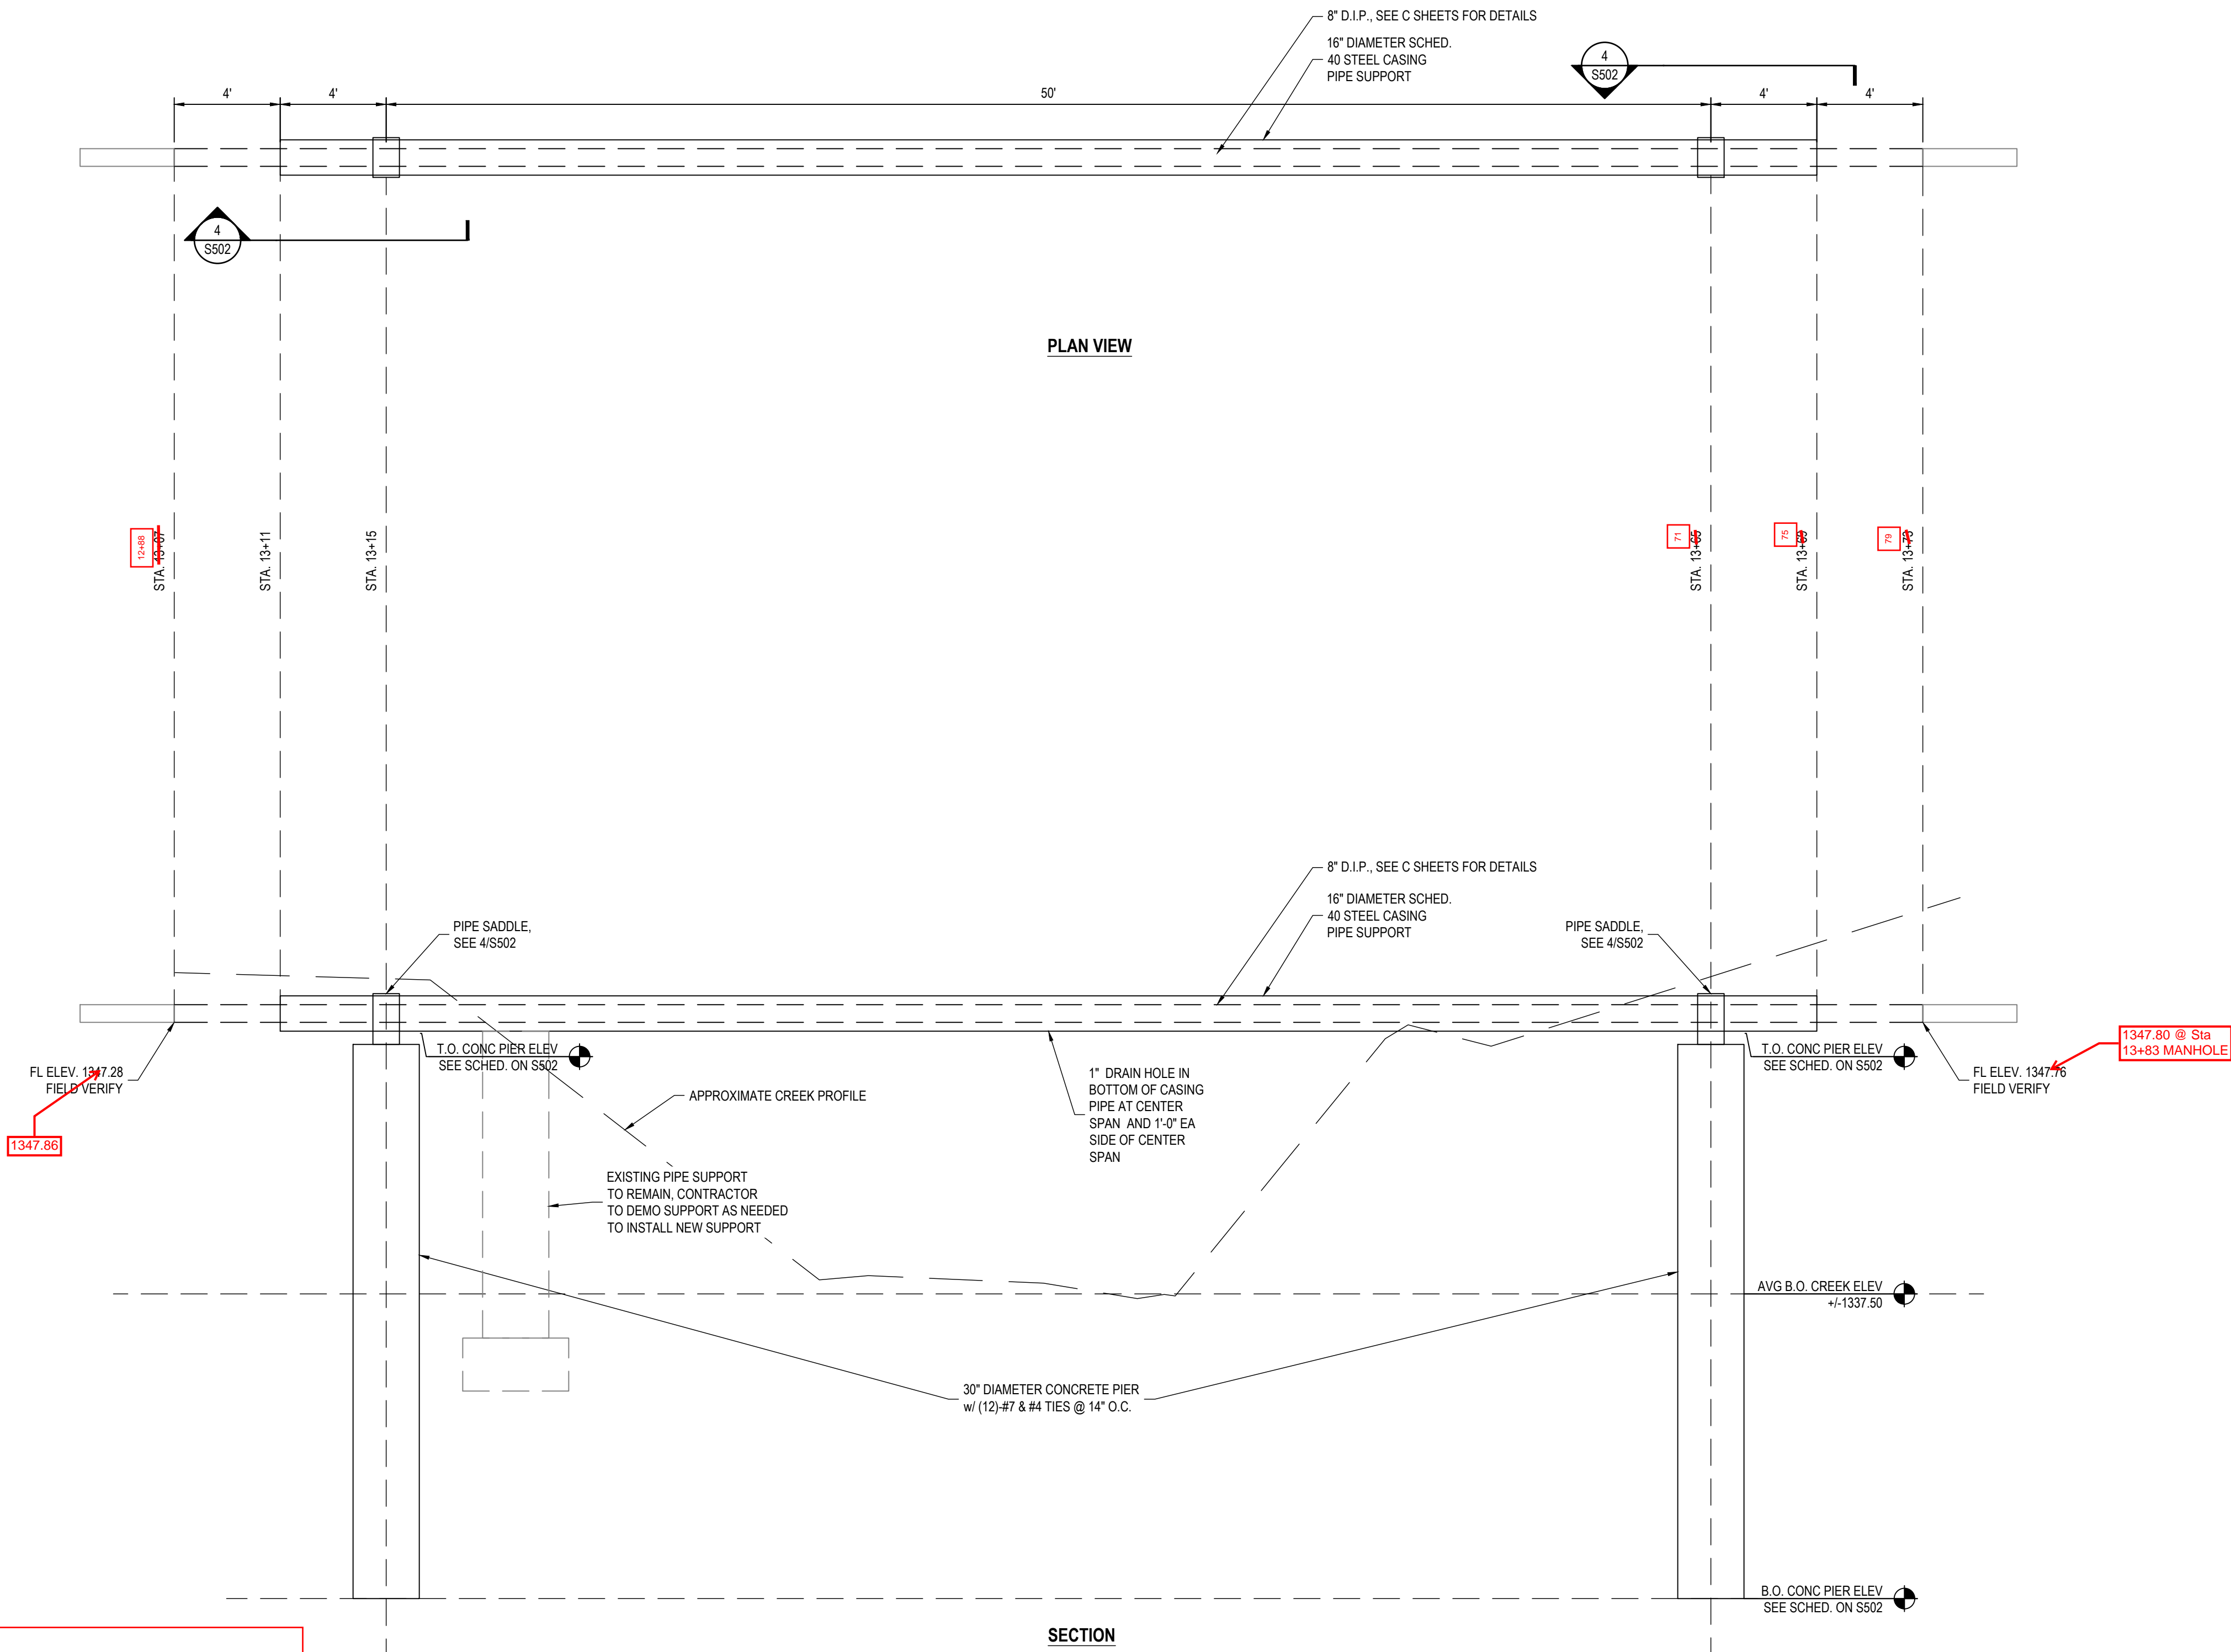 8" D.I.P., SEE C SHEETS FOR DETAILS
16" DIAMETER SCHED.
40 STEEL CASING
PIPE SUPPORT
4
S502
4'
4'
50'
4'
4'
4
S502
PLAN VIEW
12+88
STA. 13+07
STA. 13+11
STA. 13+15
71
STA. 13+65
75
STA. 13+69
79
STA. 13+73
8" D.I.P., SEE C SHEETS FOR DETAILS
16" DIAMETER SCHED.
40 STEEL CASING
PIPE SUPPORT
PIPE SADDLE,
SEE 4/S502
PIPE SADDLE,
SEE 4/S502
T.O. CONC PIER ELEV
SEE SCHED. ON S502
T.O. CONC PIER ELEV
SEE SCHED. ON S502
1347.80 @ Sta
13+83 MANHOLE
FL ELEV. 1347.28
FIELD VERIFY
FL ELEV. 1347.76
FIELD VERIFY
1347.86
APPROXIMATE CREEK PROFILE
1" DRAIN HOLE IN
BOTTOM OF CASING
PIPE AT CENTER
SPAN AND 1'-0" EA
SIDE OF CENTER
SPAN
EXISTING PIPE SUPPORT
TO REMAIN, CONTRACTOR
TO DEMO SUPPORT AS NEEDED
TO INSTALL NEW SUPPORT
AVG B.O. CREEK ELEV
+/-1337.50
30" DIAMETER CONCRETE PIER
w/ (12)-#7 & #4 TIES @ 14" O.C.
B.O. CONC PIER ELEV
SEE SCHED. ON S502
SECTION